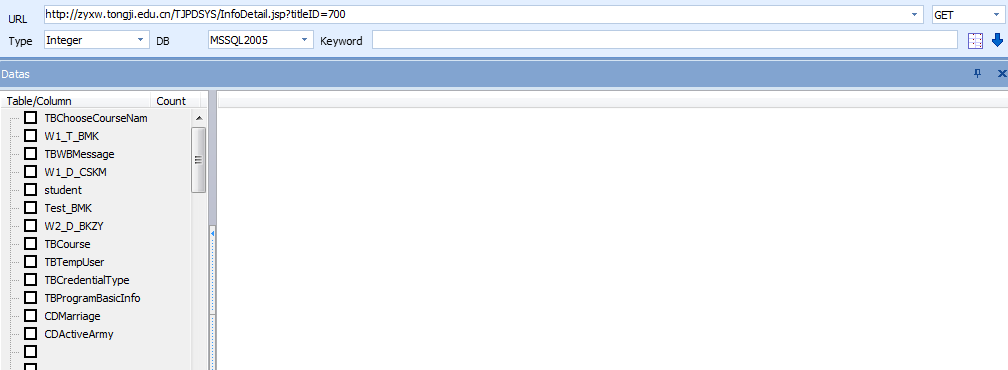 URL http://zyxw.tongji.edu.cn/TJPDSYS/InfoDetail.jsp?titleID=700 GET
Type Integer DB MSSQL2005 Keyword
Datas
Table/Column Count
TBChooseCourseNam
W1_T_BMK
TBWBMessage
W1_D_CSKM
student
Test_BMK
W2_D_BKZY
TBCourse
TBTempUser
TBCredentialType
TBProgramBasicInfo
CDMarriage
CDActiveArmy